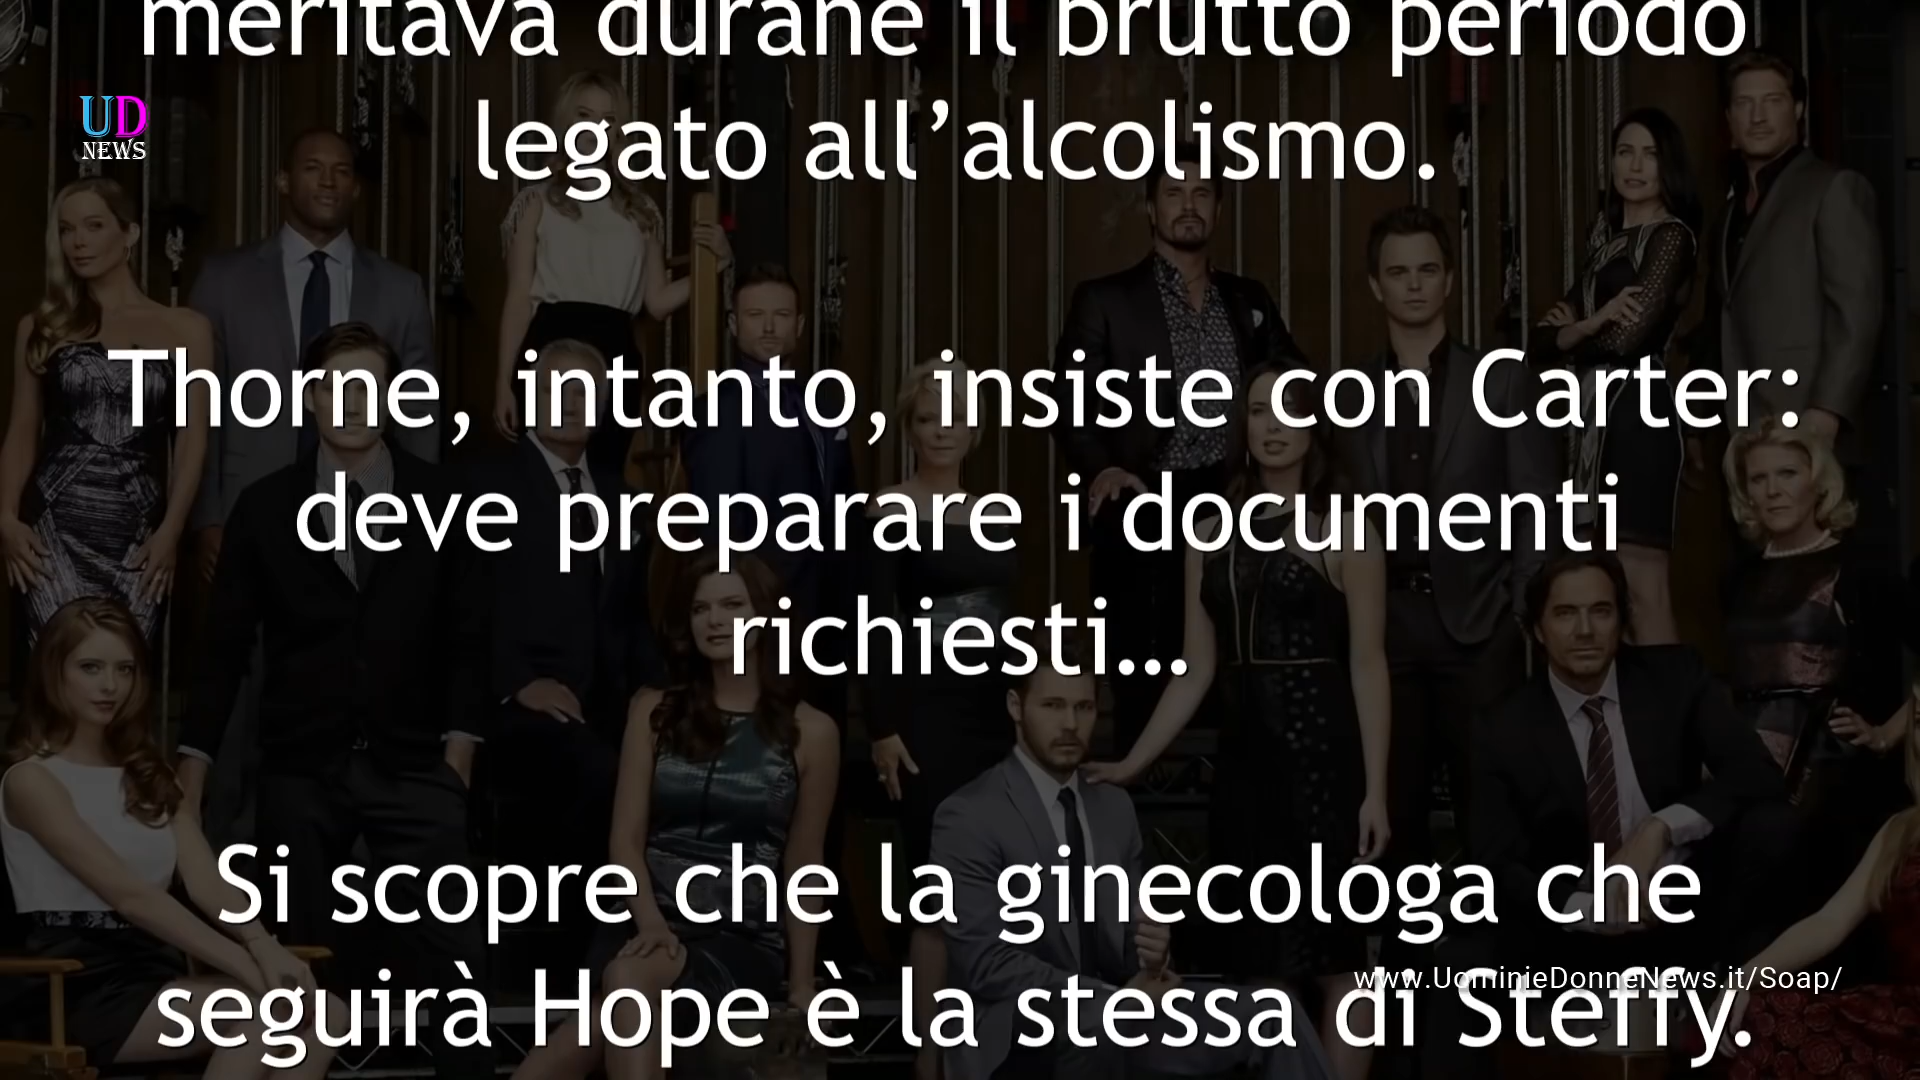 meritava durane il brutto periodo
legato all’alcolismo.
UD
NEWS
Thorne, intanto, insiste con Carter:
deve preparare i documenti
richiesti...
Si scopre che la ginecologa che
seguirà Hope è la stessa di Steffy.
www.UominieDonneNews.it/Soap/